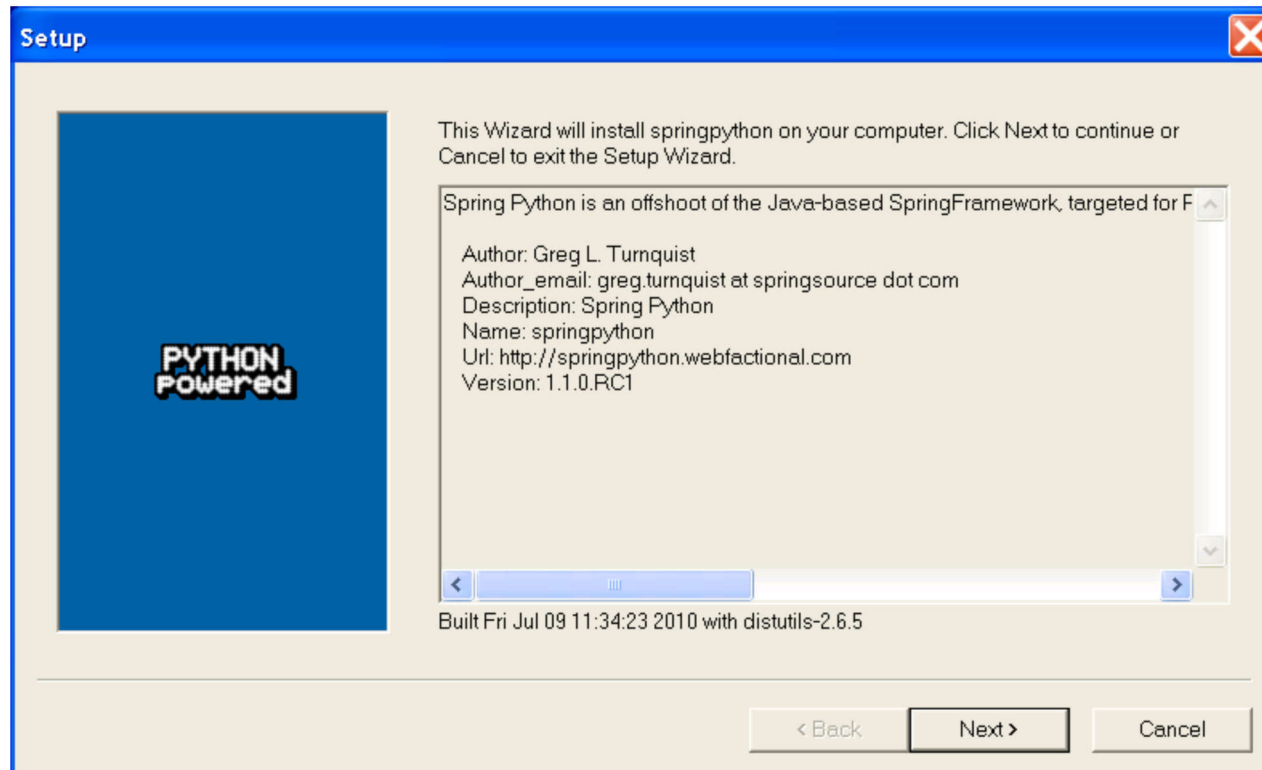 Setup
This Wizard will install springpython on your computer. Click Next to continue or
Cancel to exit the Setup Wizard.
Spring Python is an offshoot of the Java-based SpringFramework, targeted for
Author: Greg L. Turnquist
Author_email: greg.turnquist at springsource dot com
Description: Spring Python
Name: springpython
Url: http://springpython.webfactional.com
Version: 1.1.0.RC1
PYTHON
Powered
Built Fri Jul 09 11:34:23 2010 with distutils-2.6.5
< Back
Next >
Cancel